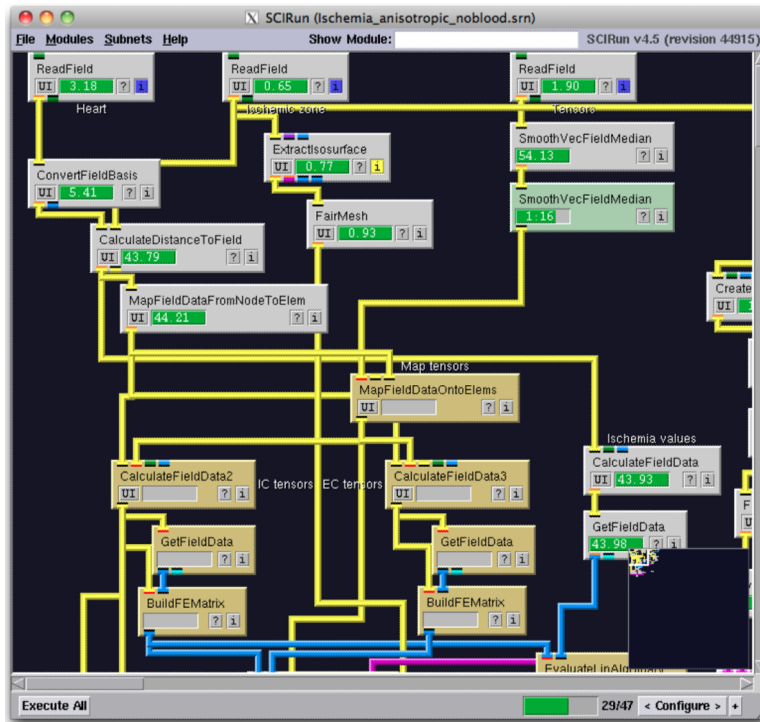 SCIRun (Ischemia_anisotropic_noblood.srn)
File Modules Subnets Help Show Module: SCIRun v4.5 (revision 44915)
ReadField
UI 3.18 ? i
Heart
ReadField
UI 0.65 ? i
Ischemic zone
ReadField
UI 1.90 ? i
Tensors
ExtractIsosurface
UI 0.77 ? i
SmoothVecFieldMedian
54.13 ? i
ConvertFieldBasis
UI 5.41 ? i
SmoothVecFieldMedian
1:16 ? i
FairMesh
UI 0.93 ? i
CalculateDistanceToField
UI 43.79 ? i
MapFieldDataFromNodeToElem
UI 44.21 ? i
Create
UI
Map tensors
MapFieldDataOntoElems
UI ? i
Ischemia values
CalculateFieldData
UI 43.93 ? i
CalculateFieldData2
UI ? i
IC tensors
EC tensors
CalculateFieldData3
UI ? i
F
UI
GetFieldData
? i
GetFieldData
? i
GetFieldData
43.98 ? i
BuildFEMatrix
? i
BuildFEMatrix
? i
Execute All 29/47 < Configure > +